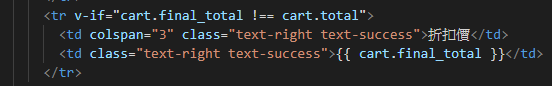 <tr v-if="cart.final_total !== cart.total">
<td colspan="3" class="text-right text-success">折扣價</td>
<td class="text-right text-success">{{ cart.final_total }}</td>
</tr>